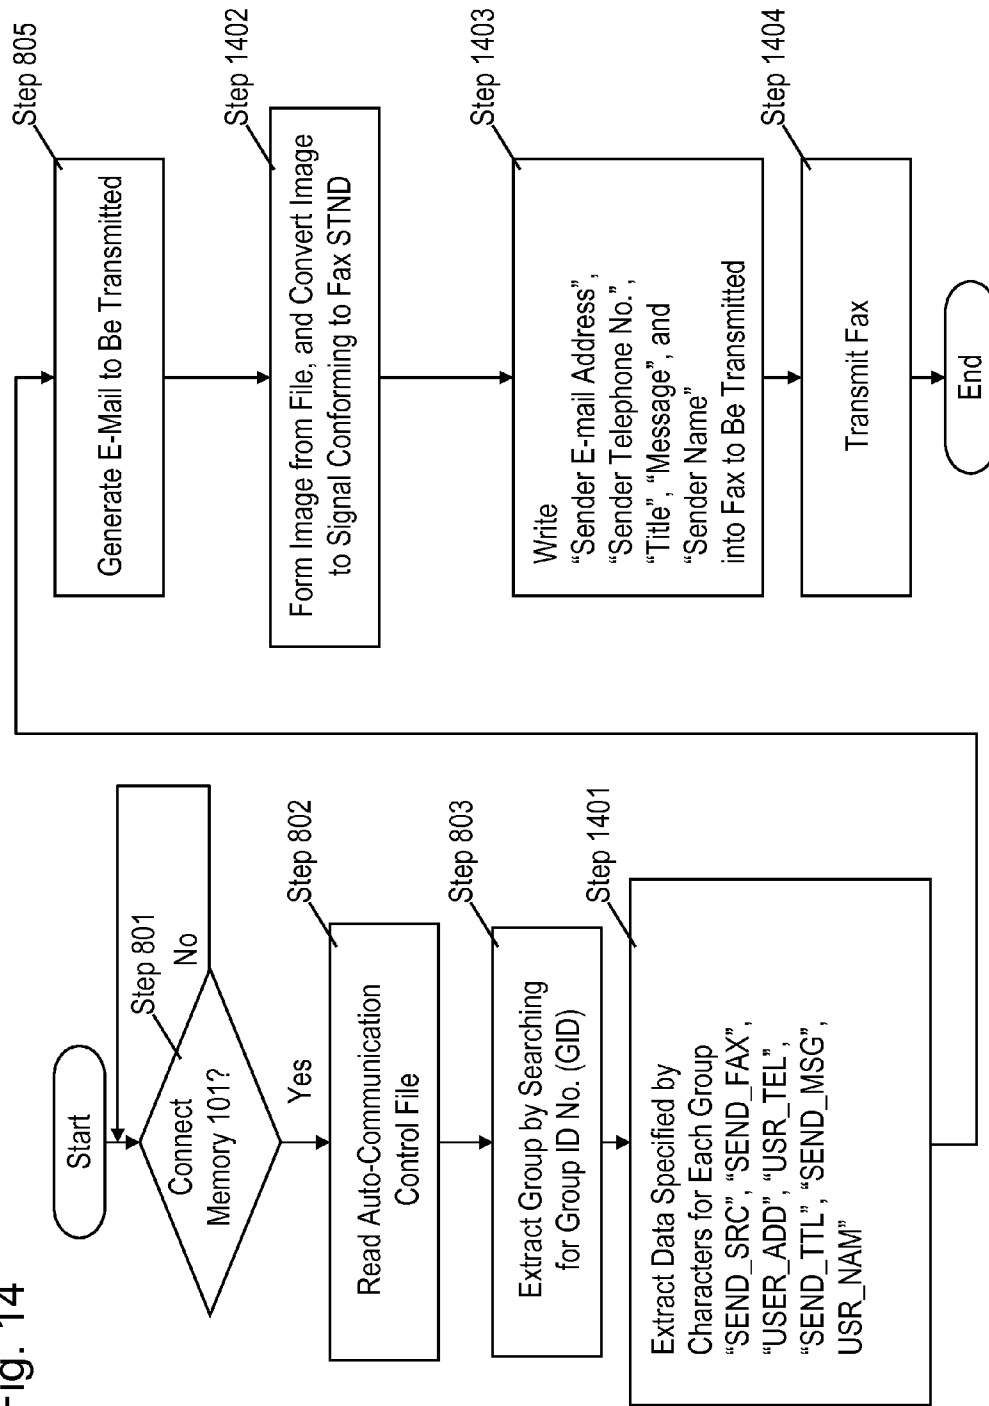 Fig. 14
Start
Step 801
Connect
Memory 101?
No
Yes
Step 802
Read Auto-Communication
Control File
Step 803
Extract Group by Searching
for Group ID No. (GID)
Step 1401
Extract Data Specified by
Characters for Each Group
“SEND_SRC”, “SEND_FAX”,
“USER_ADD”, “USR_TEL”,
“SEND_TTL”, “SEND_MSG”,
USR_NAM”
Step 805
Generate E-Mail to Be Transmitted
Step 1402
Form Image from File, and Convert Image
to Signal Conforming to Fax STND
Step 1403
Write
“Sender E-mail Address”,
“Sender Telephone No.”,
“Title”, “Message”, and
“Sender Name”
into Fax to Be Transmitted
Step 1404
Transmit Fax
End